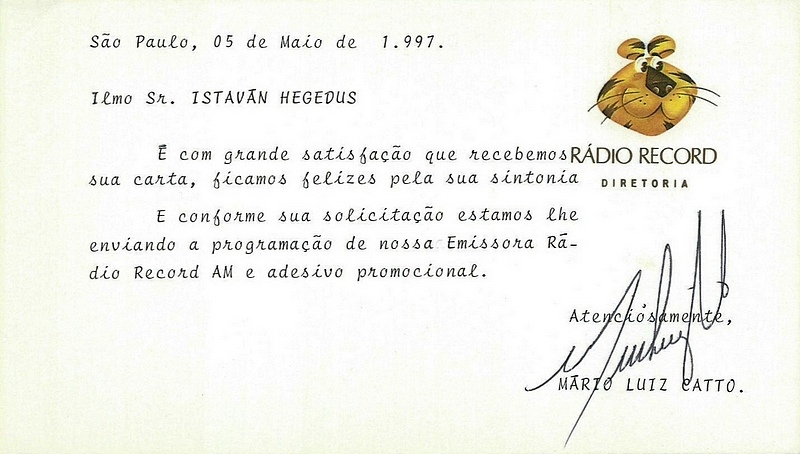 São Paulo, 05 de Maio de 1.997.
Ilmo Sr. ISTAVÃN HEGEDUS
É com grande satisfação que recebemos
sua carta, ficamos felizes pela sua sintonia
E conforme sua solicitação estamos lhe
enviando a programação de nossa Emissora Rá-
dio Record AM e adesivo promocional.
RÁDIO RECORD
DIRETORIA
Atenciósamente,
MÁRIO LUIZ CATTO.